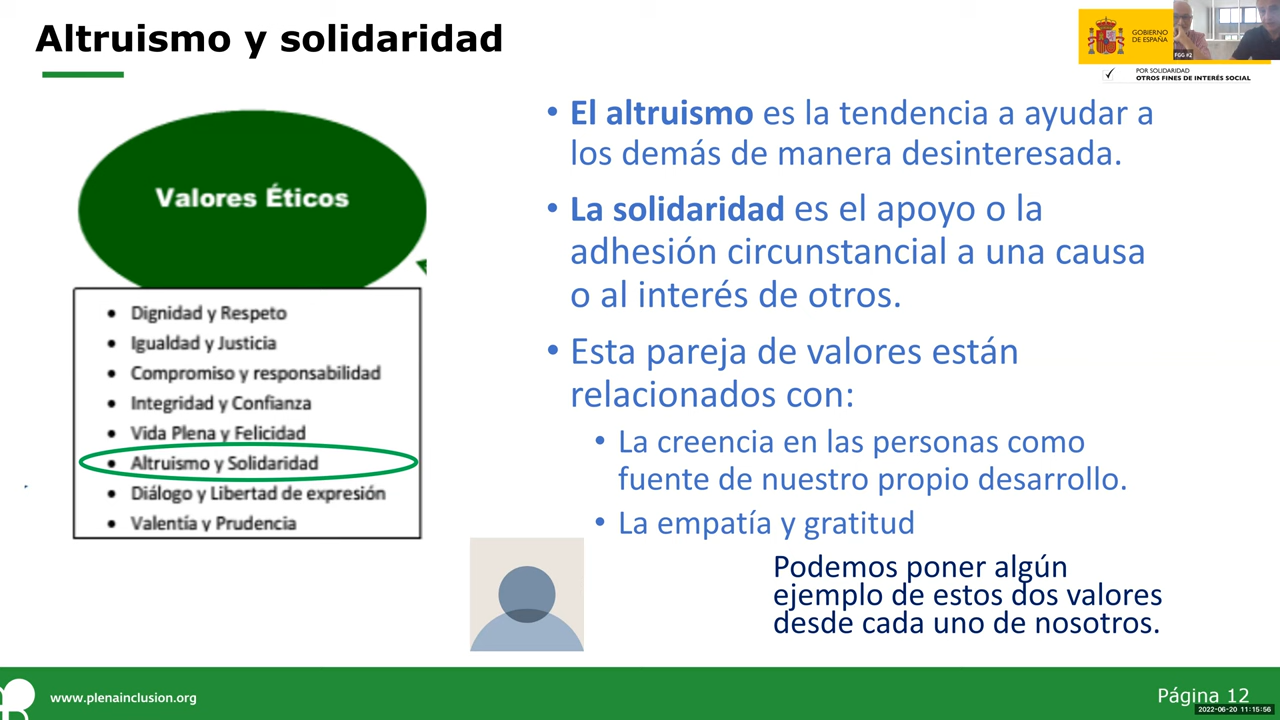 Altruismo y solidaridad
GOBIERNO
DE ESPAÑA
FGG #2
POR SOLIDARIDAD
OTROS FINES DE INTERÉS SOCIAL
Valores Éticos
• Dignidad y Respeto
• Igualdad y Justicia
• Compromiso y responsabilidad
• Integridad y Confianza
• Vida Plena y Felicidad
• Altruismo y Solidaridad
• Diálogo y Libertad de expresión
• Valentía y Prudencia
• El altruismo es la tendencia a ayudar a
los demás de manera desinteresada.
• La solidaridad es el apoyo o la
adhesión circunstancial a una causa
o al interés de otros.
• Esta pareja de valores están
relacionados con:
• La creencia en las personas como
fuente de nuestro propio desarrollo.
• La empatía y gratitud
Podemos poner algún
ejemplo de estos dos valores
desde cada uno de nosotros.
www.plenainclusion.org
Página 12
2022-06-20 11:15:56